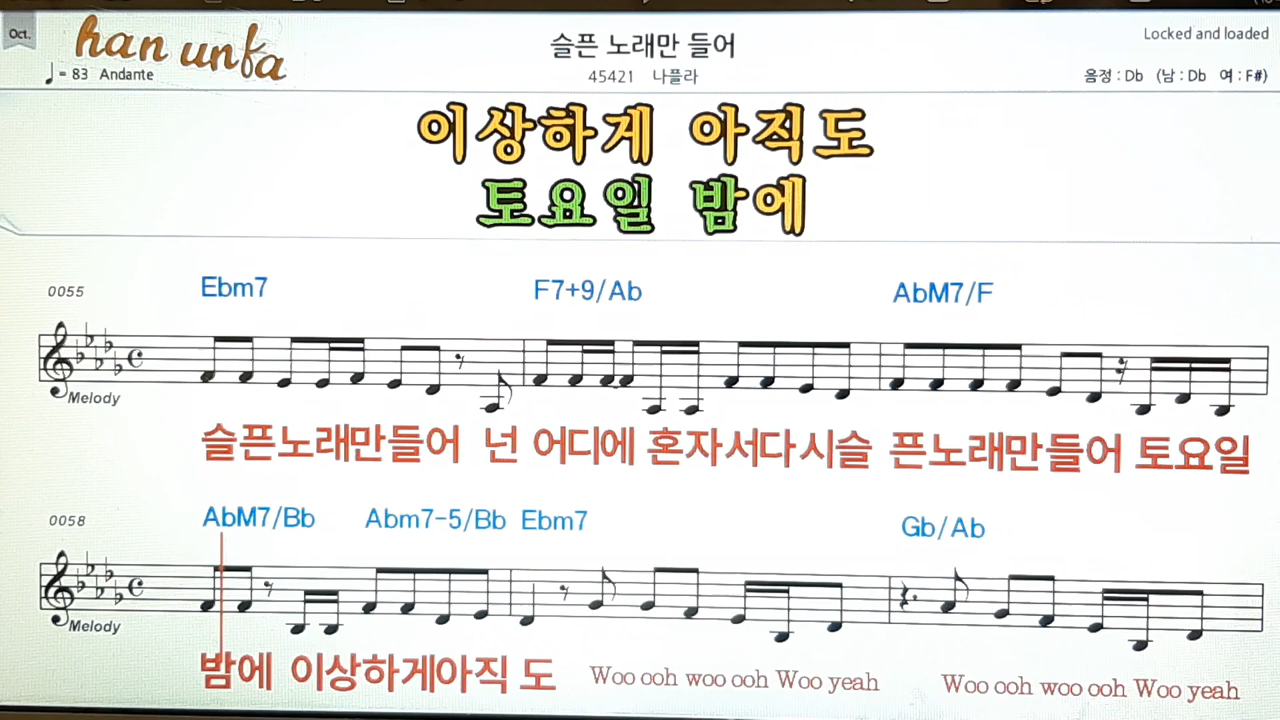 Oct.
han unfa
♩= 83 Andante
슬픈 노래만 들어
45421 나플라
Locked and loaded
음정 : Db (남 : Db 여 : F#)
이상하게 아직도
토요일 밤에
0055
Ebm7 F7+9/Ab AbM7/F
Melody
슬픈노래만들어 넌 어디에 혼자서다시슬 픈노래만들어 토요일
0058
AbM7/Bb Abm7-5/Bb Ebm7 Gb/Ab
Melody
밤에 이상하게아직 도 Woo ooh woo ooh Woo yeah Woo ooh woo ooh Woo yeah